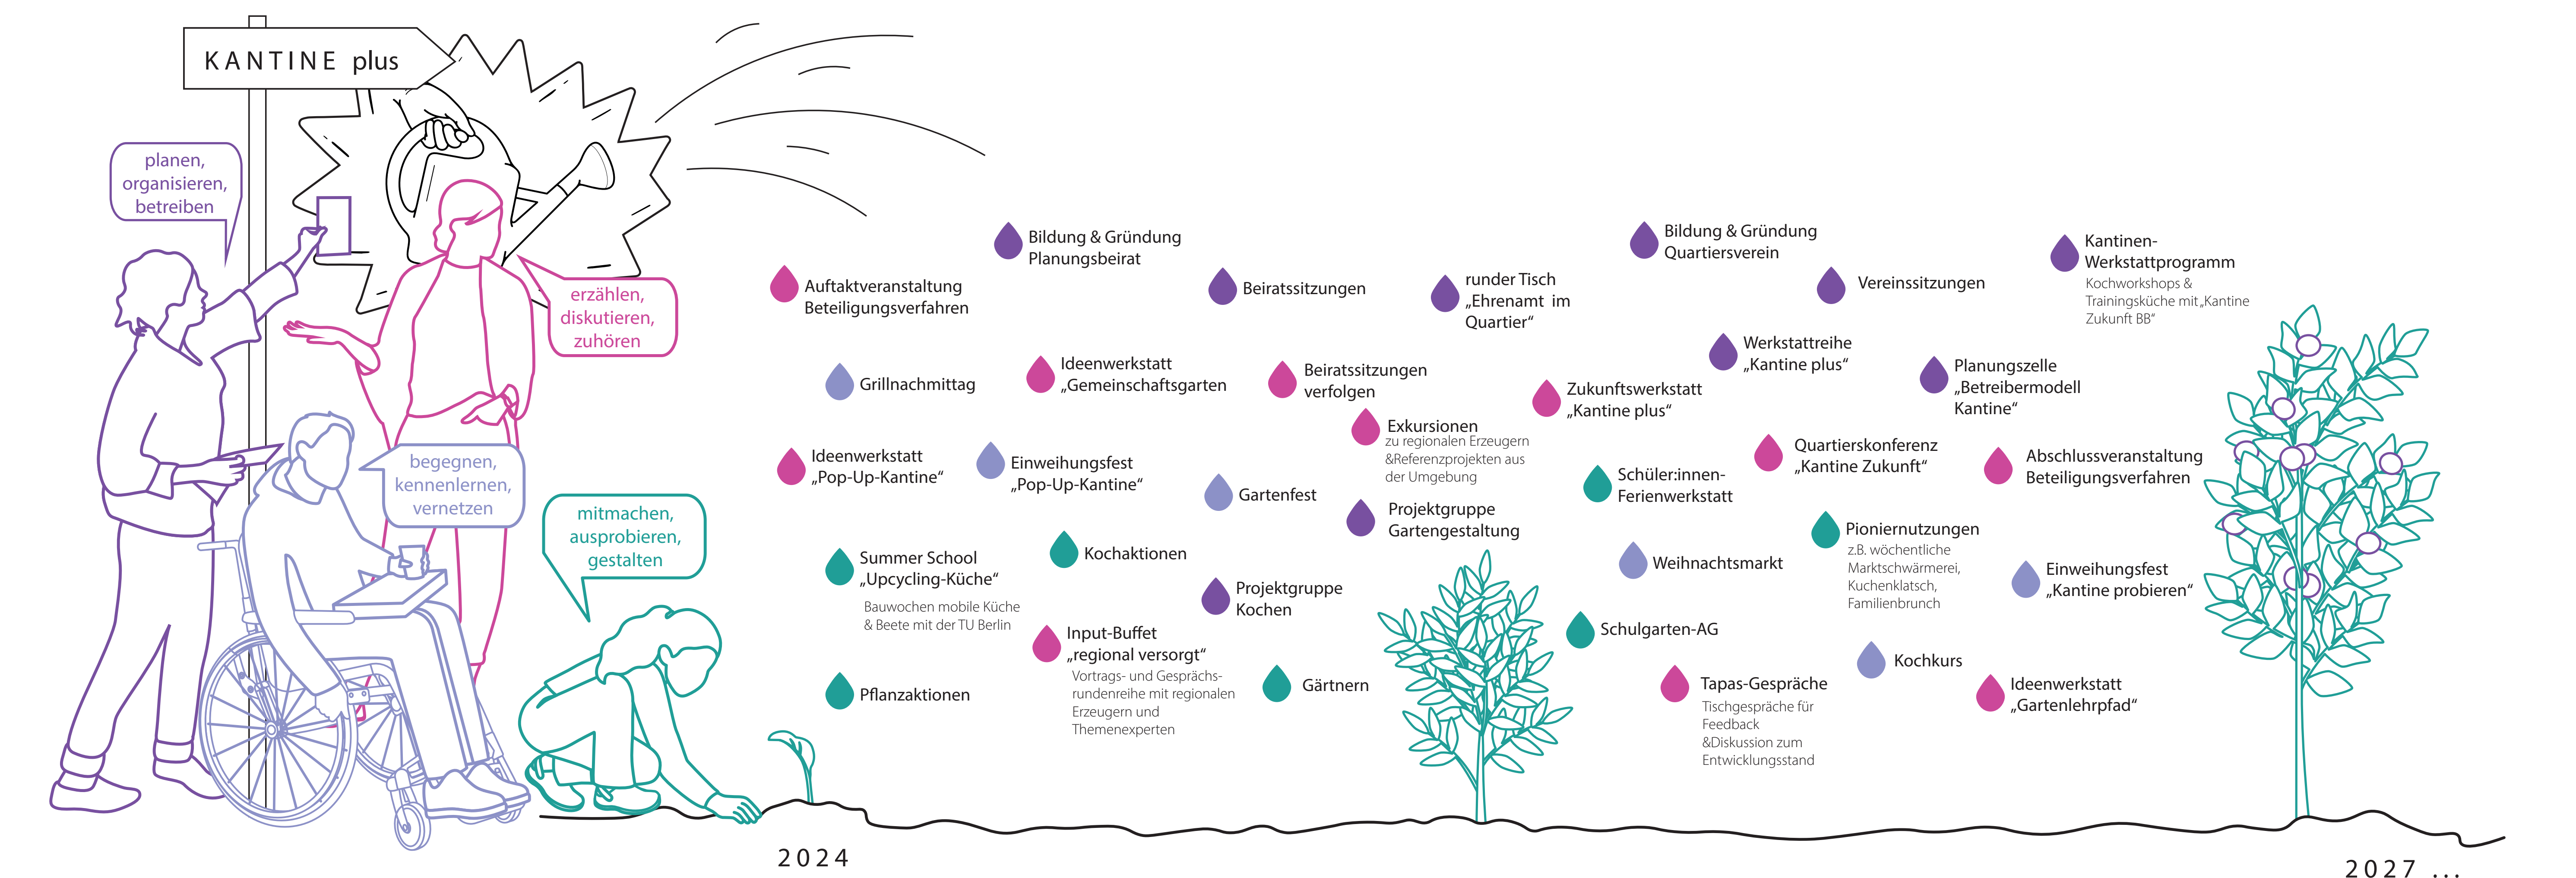 KANTINE plus
planen,
organisieren,
betreiben
erzählen,
diskutieren,
zuhören
begegnen,
kennenlernen,
vernetzen
mitmachen,
ausprobieren,
gestalten
Auftaktveranstaltung
Beteiligungsverfahren
Bildung & Gründung
Planungsbeirat
Beiratssitzungen
runder Tisch
„Ehrenamt im
Quartier“
Bildung & Gründung
Quartiersverein
Vereinssitzungen
Kantinen-
Werkstattprogramm
Kochworkshops &
Trainingsküche mit „Kantine
Zukunft BB“
Grillnachmittag
Ideenwerkstatt
„Gemeinschaftsgarten
Beiratssitzungen
verfolgen
Exkursionen
zu regionalen Erzeugern
&Referenzprojekten aus
der Umgebung
Zukunftswerkstatt
„Kantine plus“
Werkstattreihe
„Kantine plus“
Planungszelle
„Betreibermodell
Kantine“
Ideenwerkstatt
„Pop-Up-Kantine“
Einweihungsfest
„Pop-Up-Kantine“
Gartenfest
Projektgruppe
Gartengestaltung
Schüler:innen-
Ferienwerkstatt
Quartierskonferenz
„Kantine Zukunft“
Abschlussveranstaltung
Beteiligungsverfahren
Summer School
„Upcycling-Küche“
Bauwochen mobile Küche
& Beete mit der TU Berlin
Kochaktionen
Projektgruppe
Kochen
Weihnachtsmarkt
Pioniernutzungen
z.B. wöchentliche
Marktschwärmerei,
Kuchenklatsch,
Familienbrunch
Einweihungsfest
„Kantine probieren“
Pflanzaktionen
Input-Buffet
„regional versorgt“
Vortrags- und Gesprächs-
rundenreihe mit regionalen
Erzeugern und
Themenexperten
Gärtnern
Schulgarten-AG
Tapas-Gespräche
Tischgespräche für
Feedback
&Diskussion zum
Entwicklungsstand
Kochkurs
Ideenwerkstatt
„Gartenlehrpfad“
2024
2027 ...